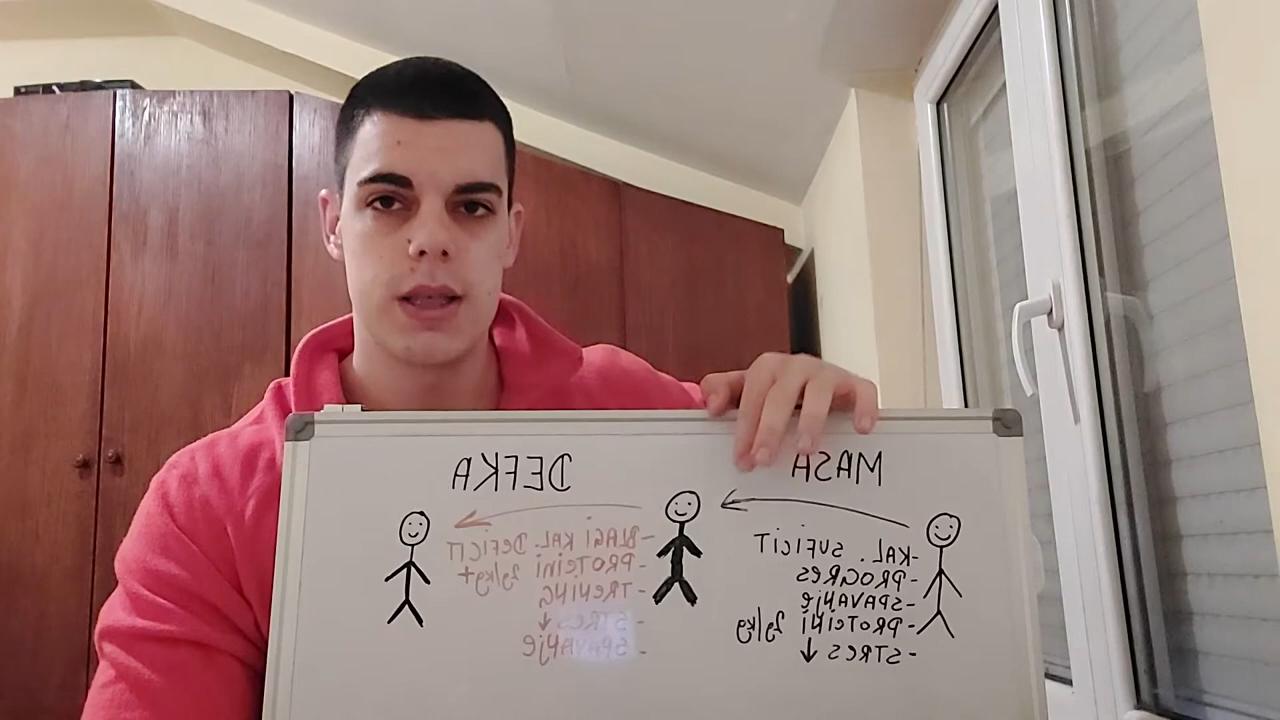 MASA
-KAL. SUFICIT
-PROGRES
-SPAVANjE
-PROTEINI 2g/kg
-STRES ↓
DEFKA
-BLAGI KAL. DEFICIT
-PROTEINI 2g/kg+
-TRENING
-STRES ↓
-SPAVANjE